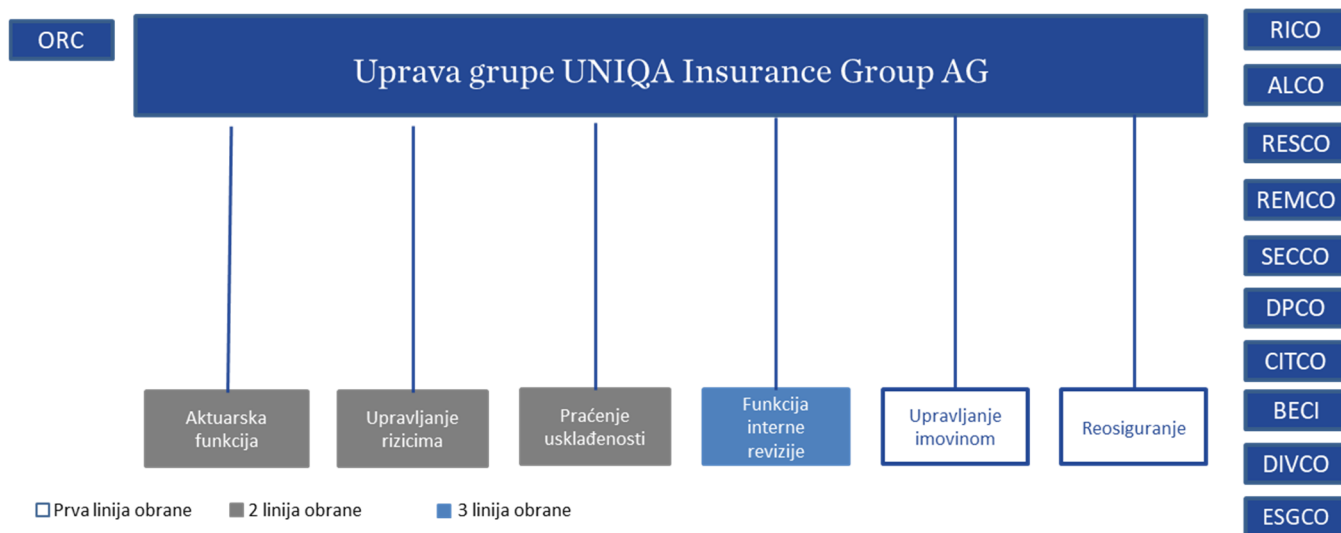 ORC
Uprava grupe UNIQA Insurance Group AG
RICO
ALCO
RESCO
REMCO
SECCO
DPCO
CITCO
BECI
DIVCO
ESGCO
Aktuarska
funkcija
Upravljanje
rizicima
Praćenje
usklađenosti
Funkcija
interne
revizije
Upravljanje
imovinom
Reosiguranje
Prva linija obrane
2 linija obrane
3 linija obrane